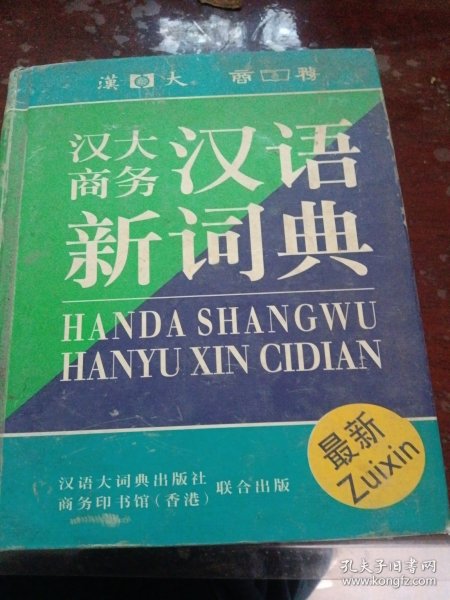 漢大 商務
汉大
商务
汉语
新词典
HANDA SHANGWU
HANYU XIN CIDIAN
最新
Zuixin
汉语大词典出版社
商务印书馆(香港)
联合出版
孔夫子旧书网
www.kongfz.com